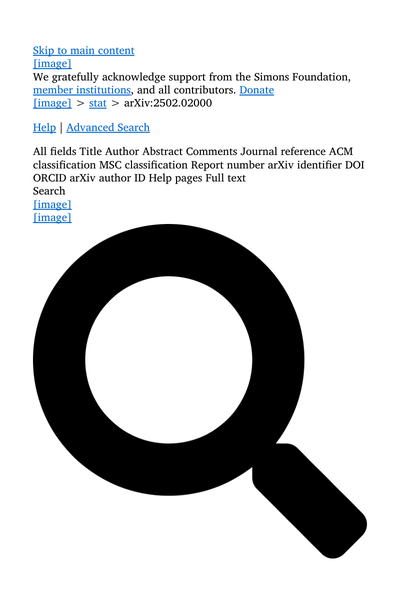 Skip to main content
[image]
We gratefully acknowledge support from the Simons Foundation,
member institutions, and all contributors. Donate
[image] > stat > arXiv:2502.02000
Help | Advanced Search
All fields Title Author Abstract Comments Journal reference ACM
classification MSC classification Report number arXiv identifier DOI
ORCID arXiv author ID Help pages Full text
Search
[image]
[image]